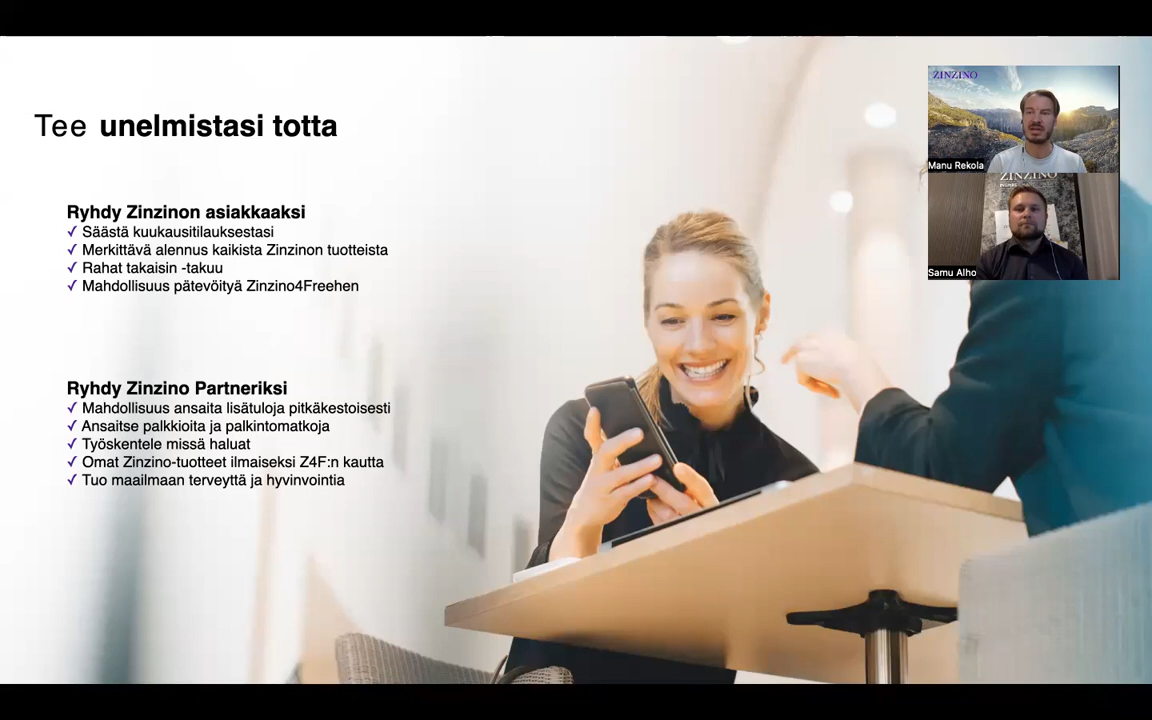 Tee unelmistasi totta
Ryhdy Zinzinon asiakkaaksi
✓ Säästä kuukausitilauksestasi
✓ Merkittävä alennus kaikista Zinzinon tuotteista
✓ Rahat takaisin -takuu
✓ Mahdollisuus pätevöityä Zinzino4Freehen
Ryhdy Zinzino Partneriksi
✓ Mahdollisuus ansaita lisätuloja pitkäkestoisesti
✓ Ansaitse palkkioita ja palkintomatkoja
✓ Työskentele missä haluat
✓ Omat Zinzino-tuotteet ilmaiseksi Z4F:n kautta
✓ Tuo maailmaan terveyttä ja hyvinvointia
ZINZINO
Manu Rekola
ZINZINO
Samu Alho